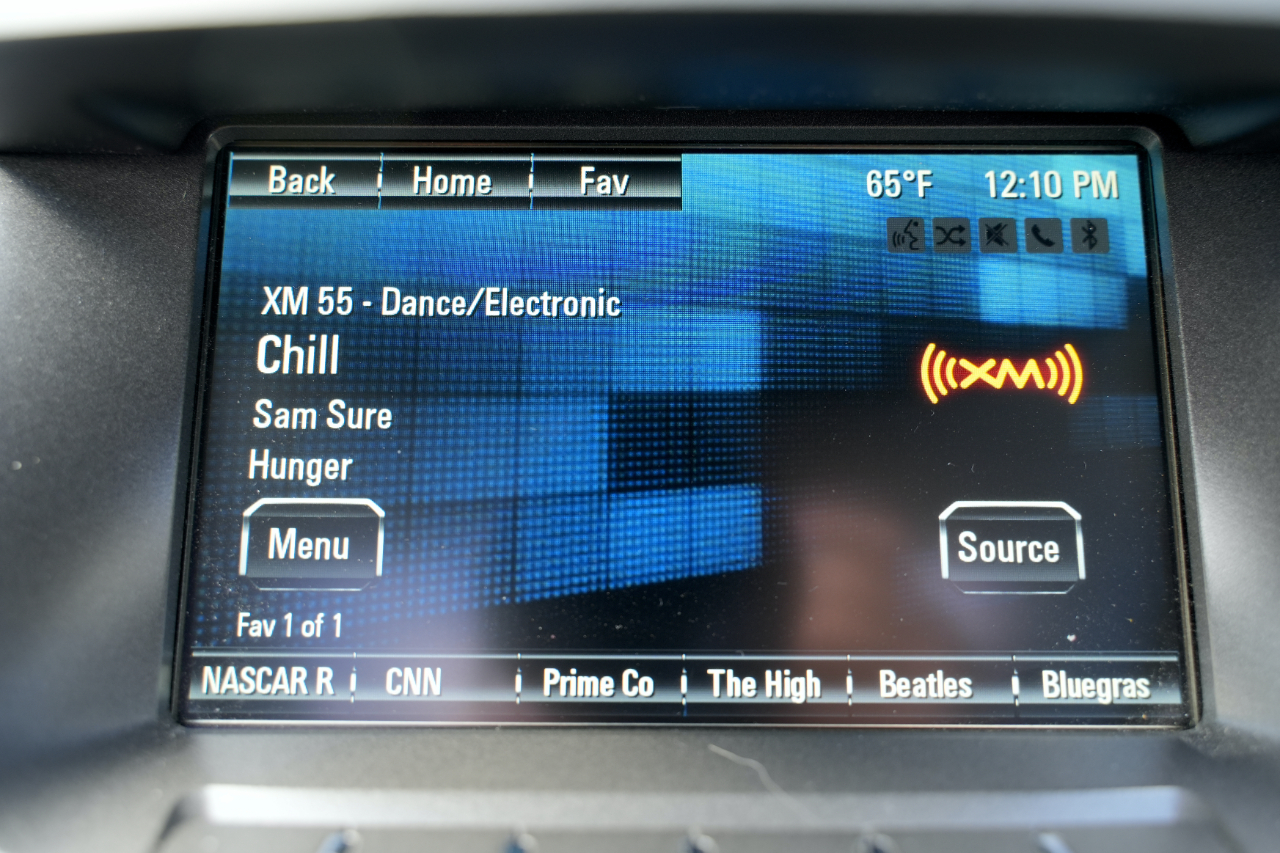 Back Home Fav 65°F 12:10 PM
XM 55 - Dance/Electronic
Chill
XM
Sam Sure
Hunger
Menu Source
Fav 1 of 1
NASCAR R CNN Prime Co The High Beatles Bluegras